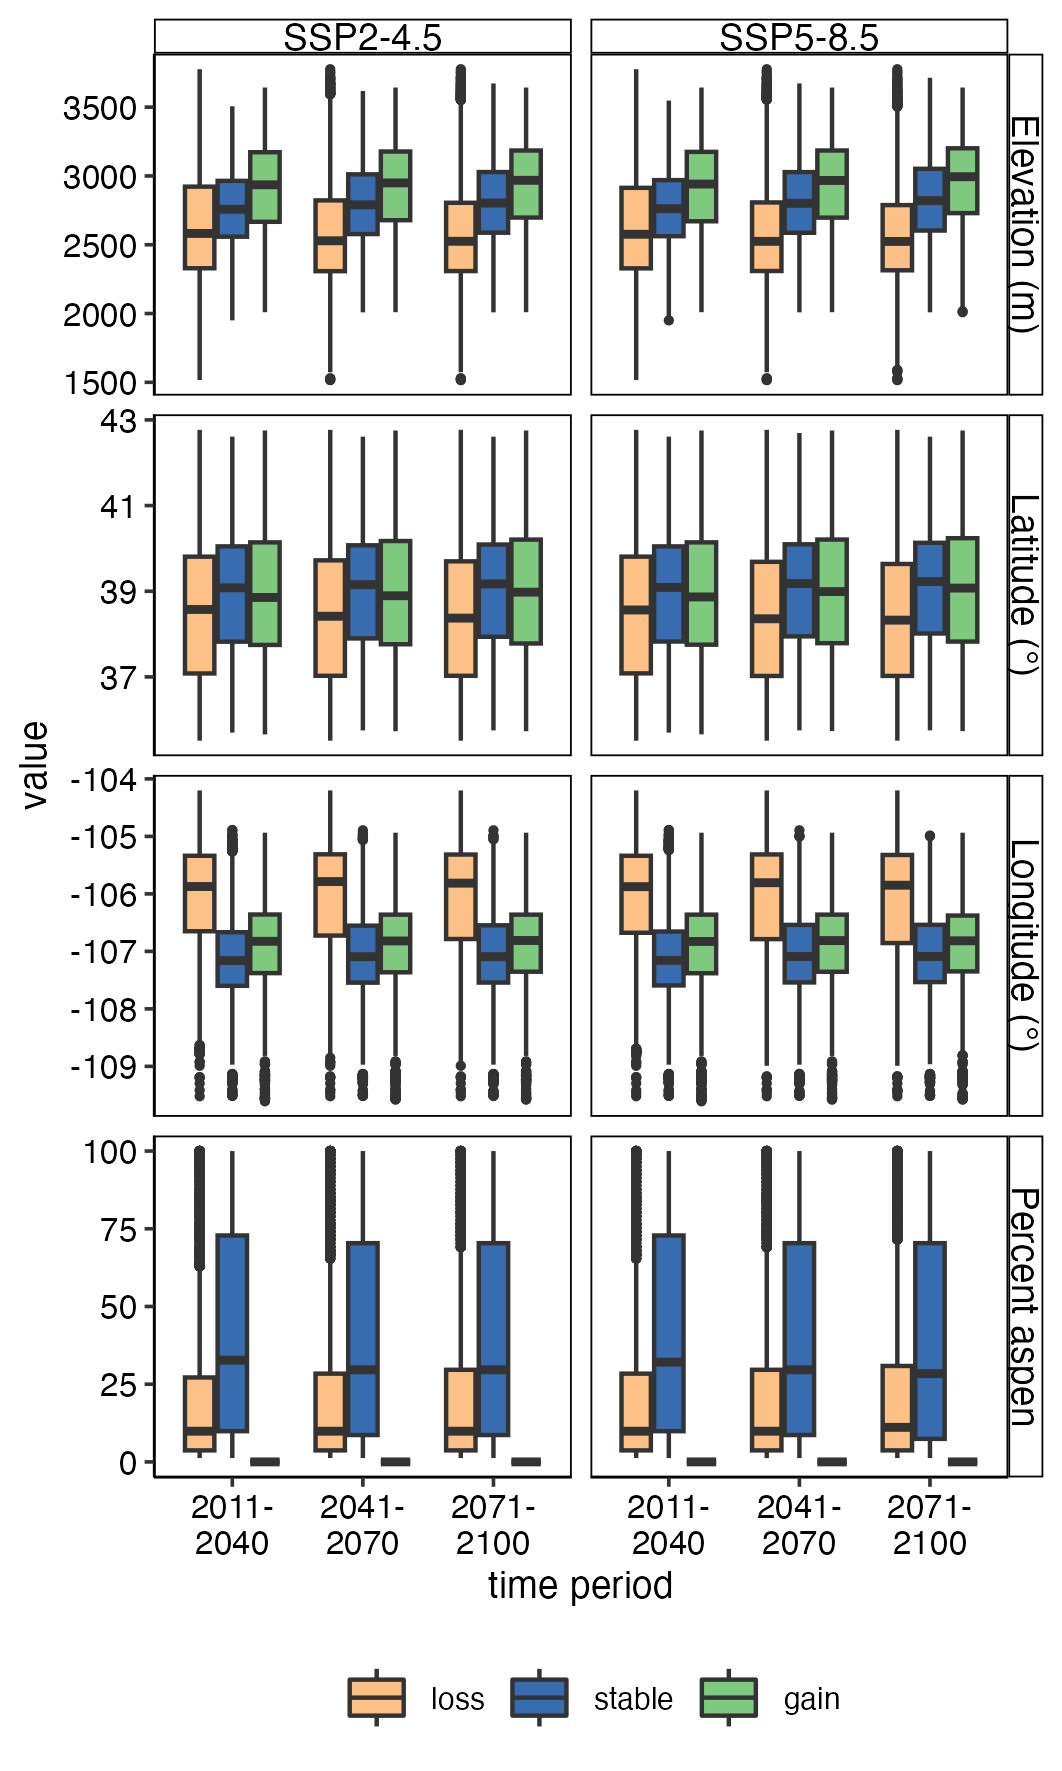 SSP2-4.5
SSP5-8.5
3500
3000
2500
2000
1500
Elevation (m)
43
41
39
37
Latitude (°)
value
-104
-105
-106
-107
-108
-109
Longitude (°)
100
75
50
25
0
Percent aspen
2011-
2040
2041-
2070
2071-
2100
2011-
2040
2041-
2070
2071-
2100
time period
loss
stable
gain